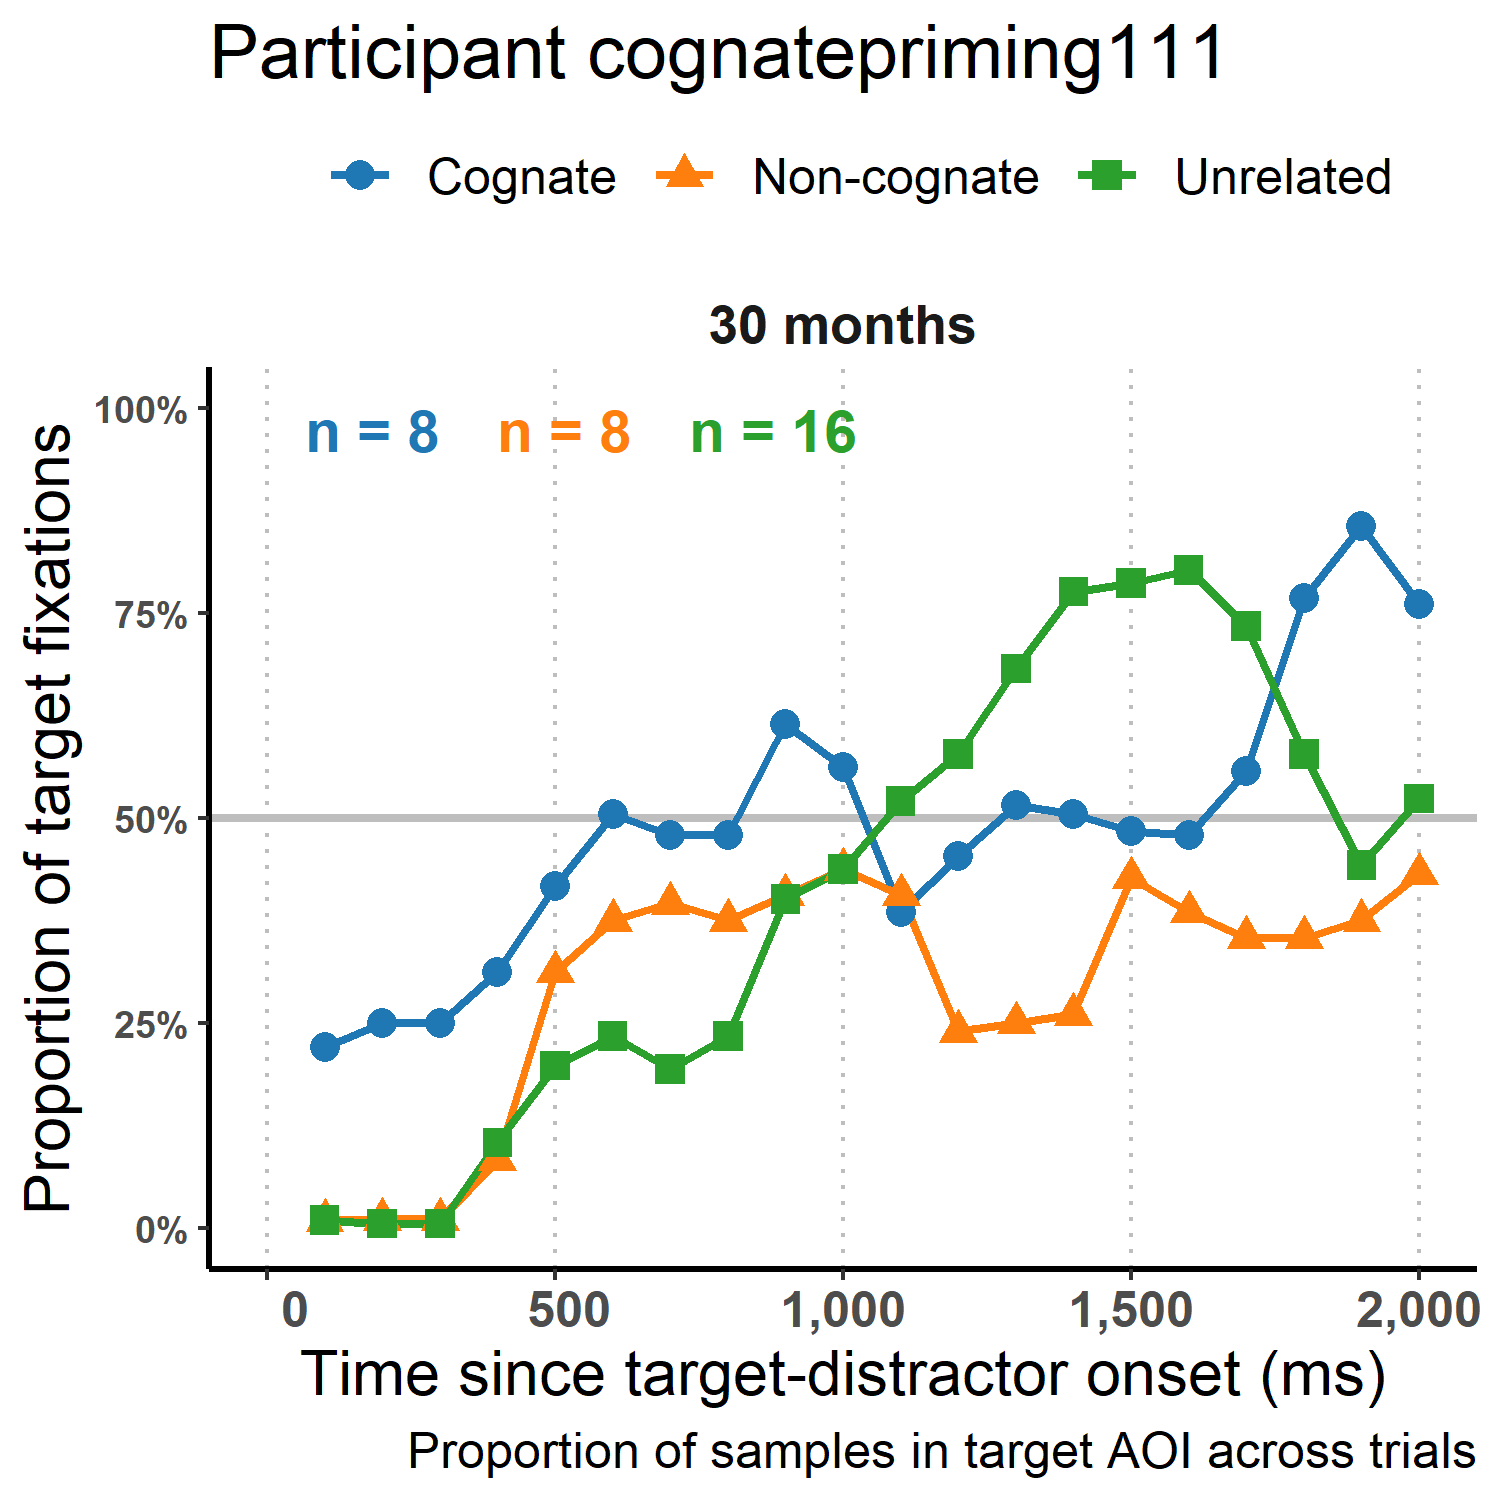 Participant cognatepriming111
Cognate Non-cognate Unrelated
30 months
n = 8 n = 8 n = 16
100%
75%
50%
25%
0%
Proportion of target fixations
0 500 1,000 1,500 2,000
Time since target-distractor onset (ms)
Proportion of samples in target AOI across trials